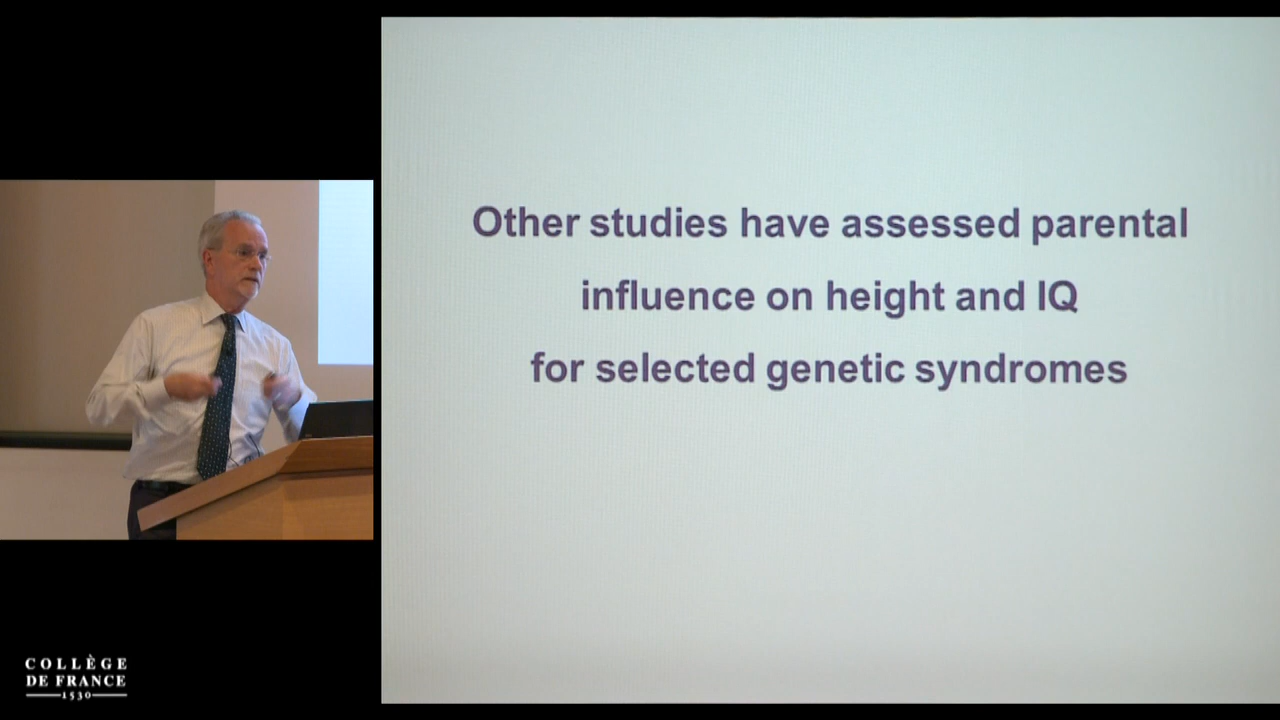 Other studies have assessed parental
influence on height and IQ
for selected genetic syndromes
COLLÈGE
DE FRANCE
1530